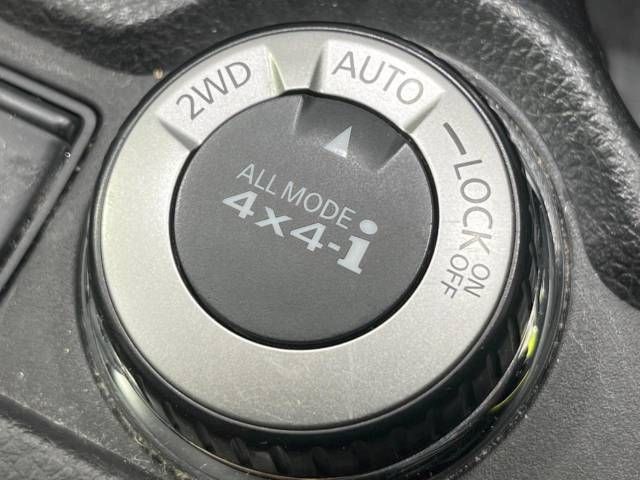 2WD
AUTO
LOCK
ON
OFF
ALL MODE
4x4-i